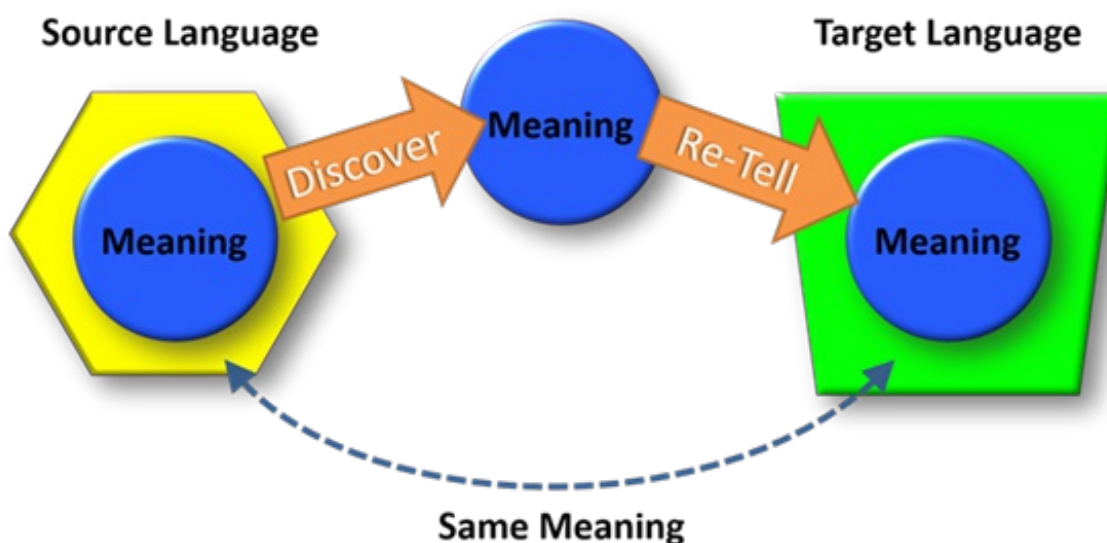 Source Language
Target Language
Meaning
Discover
Meaning
Re-Tell
Meaning
Same Meaning